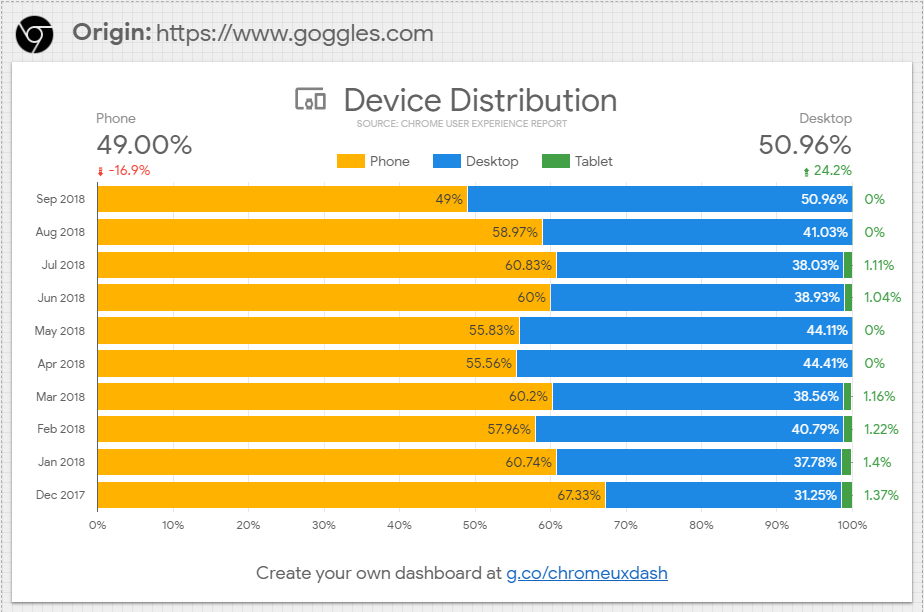 Origin: https://www.goggles.com
Device Distribution
SOURCE: CHROME USER EXPERIENCE REPORT
Phone
49.00%
-16.9%
Desktop
50.96%
24.2%
Phone Desktop Tablet
Sep 2018 49% 50.96% 0%
Aug 2018 58.97% 41.03% 0%
Jul 2018 60.83% 38.03% 1.11%
Jun 2018 60% 38.93% 1.04%
May 2018 55.83% 44.11% 0%
Apr 2018 55.56% 44.41% 0%
Mar 2018 60.2% 38.56% 1.16%
Feb 2018 57.96% 40.79% 1.22%
Jan 2018 60.74% 37.78% 1.4%
Dec 2017 67.33% 31.25% 1.37%
0% 10% 20% 30% 40% 50% 60% 70% 80% 90% 100%
Create your own dashboard at g.co/chromeuxdash